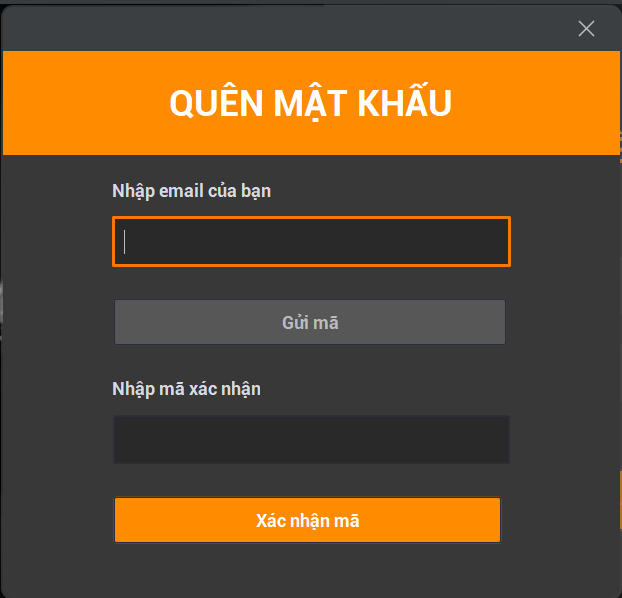 QUÊN MẬT KHẨU
Nhập email của bạn
Gửi mã
Nhập mã xác nhận
Xác nhận mã